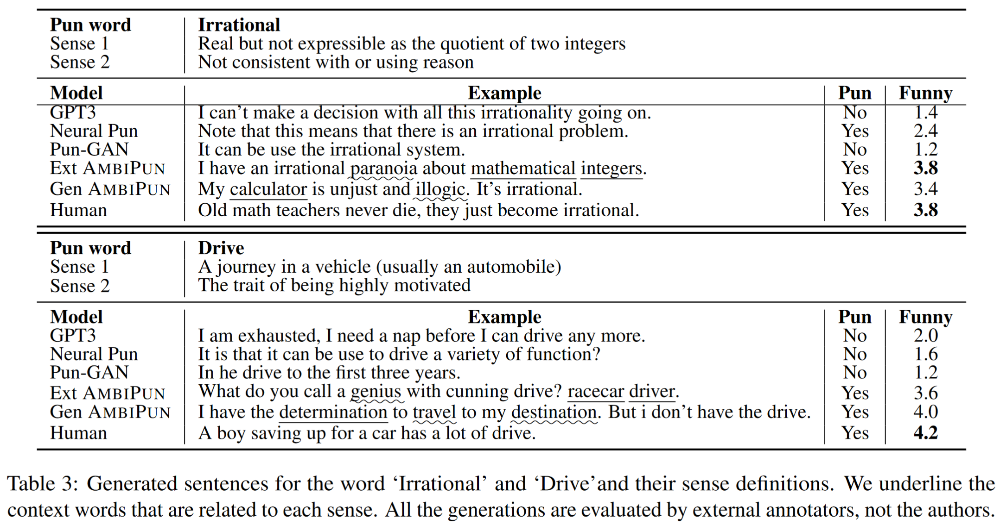 Pun word Irrational
Sense 1 Real but not expressible as the quotient of two integers
Sense 2 Not consistent with or using reason
Model Example Pun Funny
GPT3 I can't make a decision with all this irrationality going on. No 1.4
Neural Pun Note that this means that there is an irrational problem. Yes 2.4
Pun-GAN It can be use the irrational system. No 1.2
Ext AMBIPUN I have an irrational paranoia about mathematical integers. Yes 3.8
Gen AMBIPUN My calculator is unjust and illogic. It's irrational. Yes 3.4
Human Old math teachers never die, they just become irrational. Yes 3.8
Pun word Drive
Sense 1 A journey in a vehicle (usually an automobile)
Sense 2 The trait of being highly motivated
Model Example Pun Funny
GPT3 I am exhausted, I need a nap before I can drive any more. No 2.0
Neural Pun It is that it can be use to drive a variety of function? No 1.6
Pun-GAN In he drive to the first three years. No 1.2
Ext AMBIPUN What do you call a genius with cunning drive? racecar driver. Yes 3.6
Gen AMBIPUN I have the determination to travel to my destination. But i don't have the drive. Yes 4.0
Human A boy saving up for a car has a lot of drive. Yes 4.2
Table 3: Generated sentences for the word ‘Irrational’ and ‘Drive’and their sense definitions. We underline the
context words that are related to each sense. All the generations are evaluated by external annotators, not the authors.